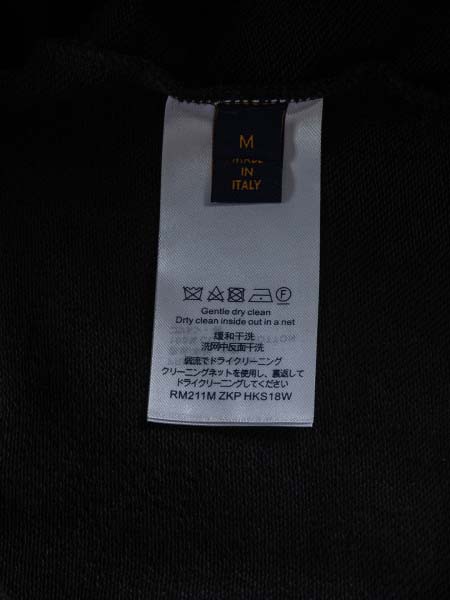 M
MADE
IN
ITALY
Gentle dry clean
Drty clean inside out in a net
缓和干洗
洗网中反面干洗
弱流でドライクリーニング
クリーニングネットを使用し、裏返して
ドライクリーニングしてください
RM211M ZKP HKS18W